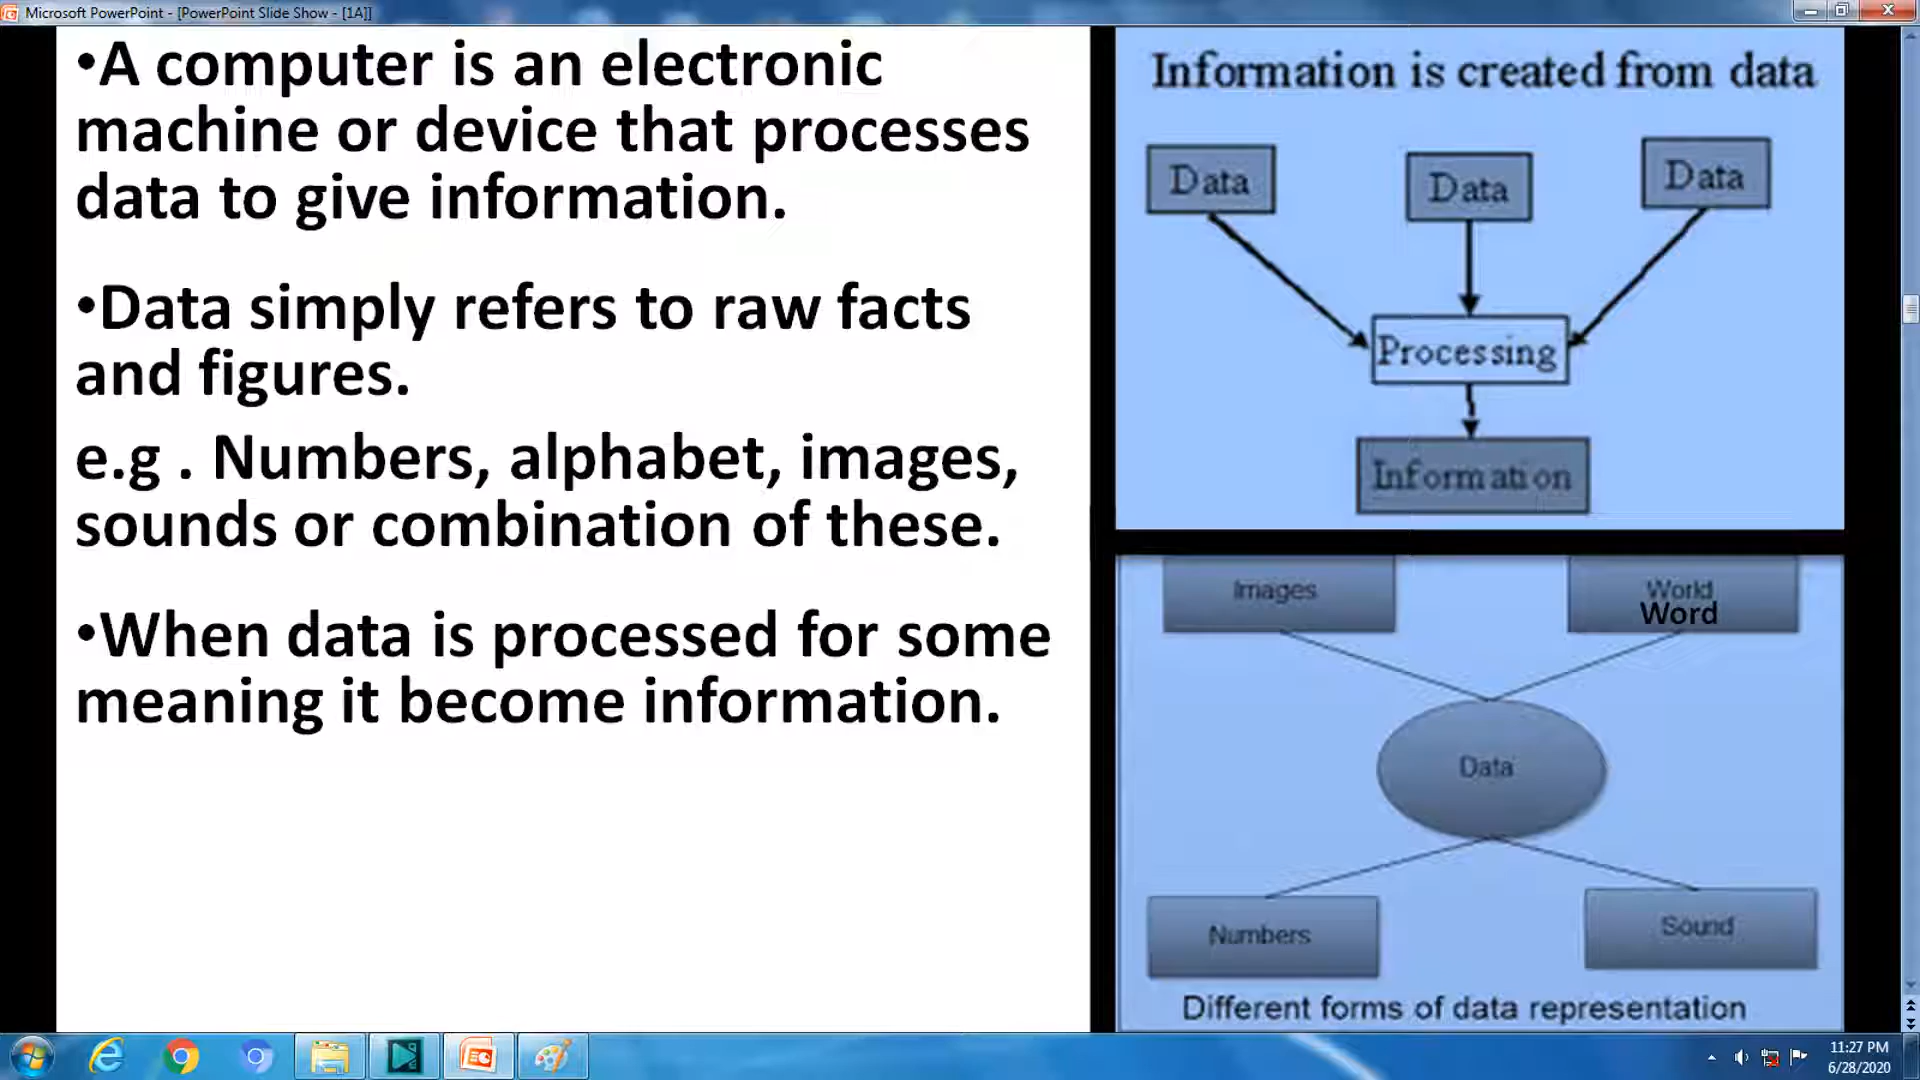 Microsoft PowerPoint - [PowerPoint Slide Show - [1A]]
•A computer is an electronic
machine or device that processes
data to give information.
•Data simply refers to raw facts
and figures.
e.g . Numbers, alphabet, images,
sounds or combination of these.
•When data is processed for some
meaning it become information.
Information is created from data
Data Data Data
Processing
Information
Images World
Word
Data
Numbers Sound
Different forms of data representation
11:27 PM
6/28/2020